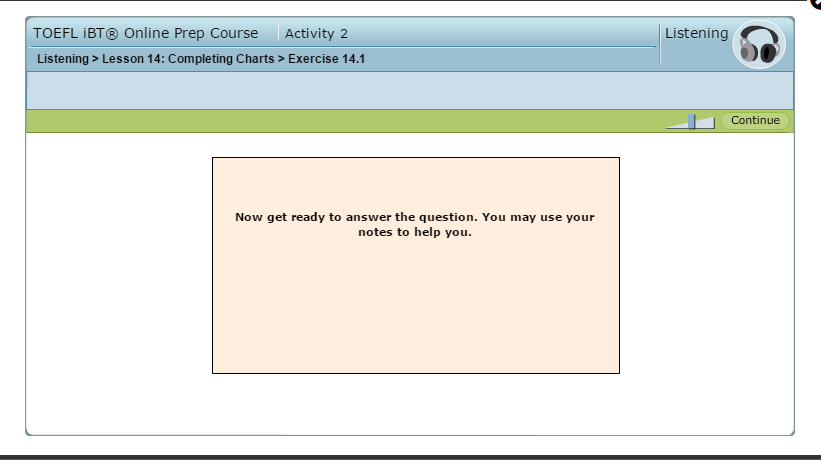 TOEFL iBT® Online Prep Course Activity 2
Listening
Listening > Lesson 14: Completing Charts > Exercise 14.1
Continue
Now get ready to answer the question. You may use your
notes to help you.